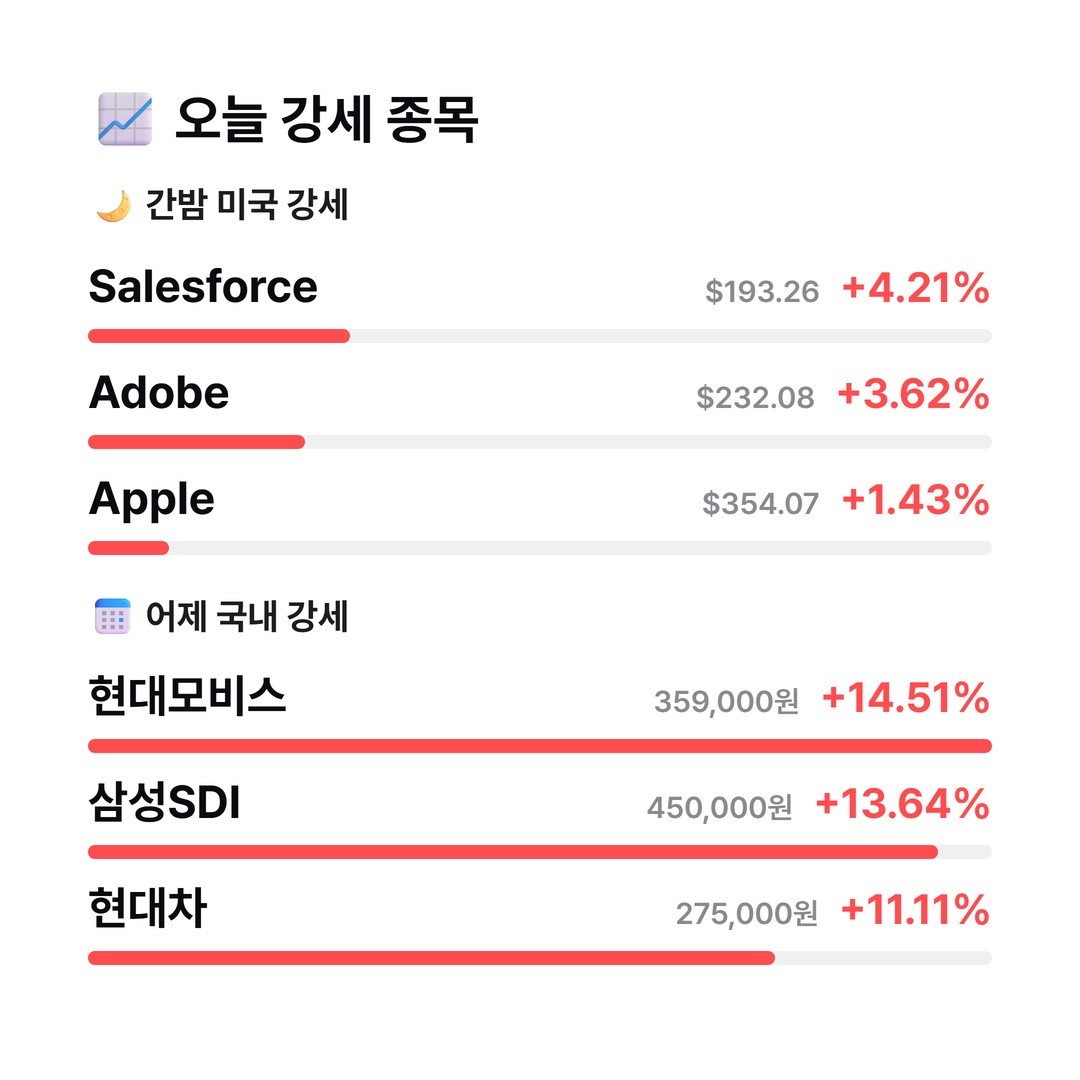 오늘 강세 종목
간밤 미국 강세
Salesforce $193.26 +4.21%
Adobe $232.08 +3.62%
Apple $354.07 +1.43%
어제 국내 강세
현대모비스 359,000원 +14.51%
삼성SDI 450,000원 +13.64%
현대차 275,000원 +11.11%